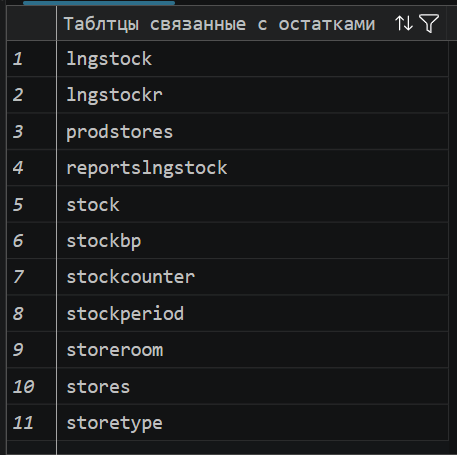 Таблтцы связанные с остатками
1 lngstock
2 lngstockr
3 prodstores
4 reportslngstock
5 stock
6 stockbp
7 stockcounter
8 stockperiod
9 storeroom
10 stores
11 storetype